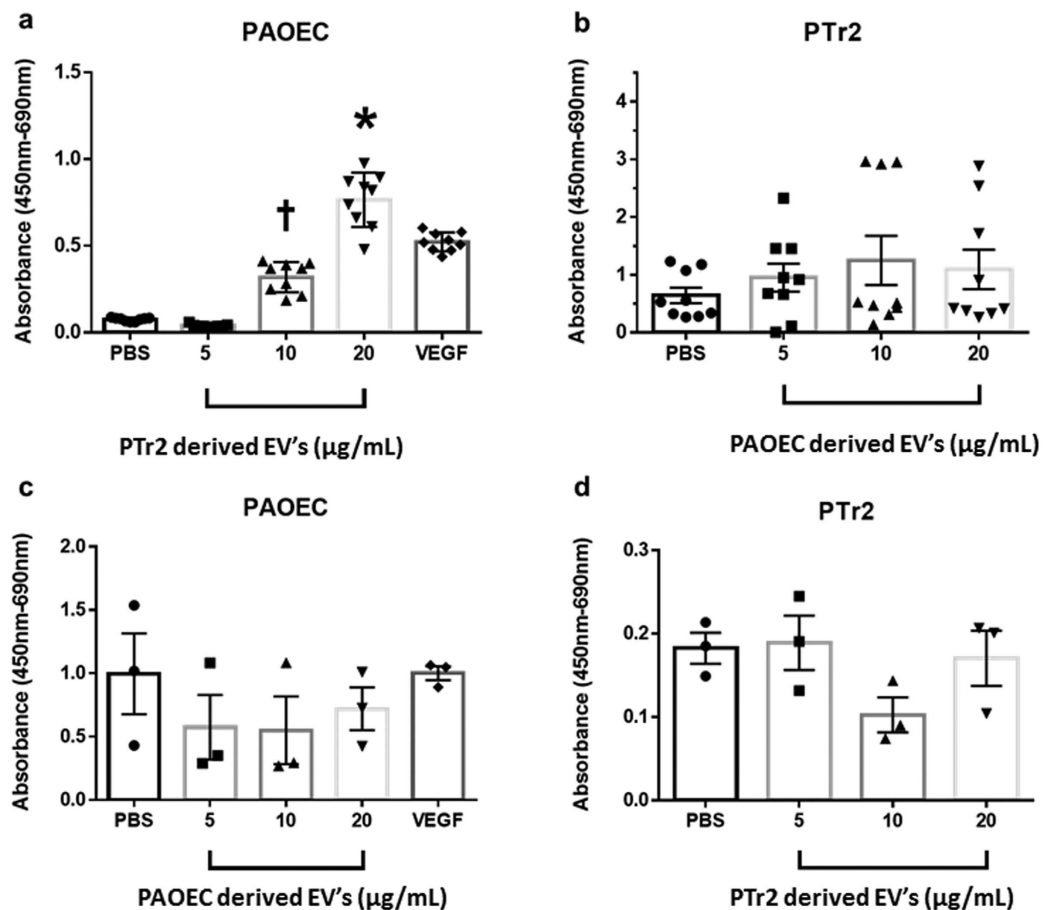 a
PAOEC
Absorbance (450nm-690nm)
1.5
1.0
0.5
0.0
†
*
PBS 5 10 20 VEGF
PTr2 derived EV's (µg/mL)
b
PTr2
Absorbance (450nm-690nm)
4
3
2
1
0
PBS 5 10 20
PAOEC derived EV's (µg/mL)
c
PAOEC
Absorbance (450nm-690nm)
2.0
1.5
1.0
0.5
0.0
PBS 5 10 20 VEGF
PAOEC derived EV's (µg/mL)
d
PTr2
Absorbance (450nm-690nm)
0.3
0.2
0.1
0.0
PBS 5 10 20
PTr2 derived EV's (µg/mL)